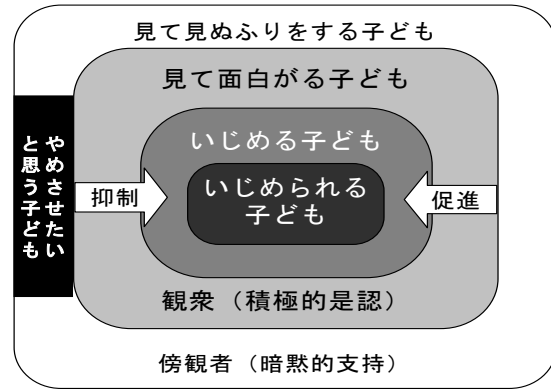 見て見ぬふりをする子ども
見て面白がる子ども
いじめる子ども
いじめられる
子ども
やめさせたい
と思う子ども
抑制
促進
観衆（積極的是認）
傍観者（暗黙的支持）